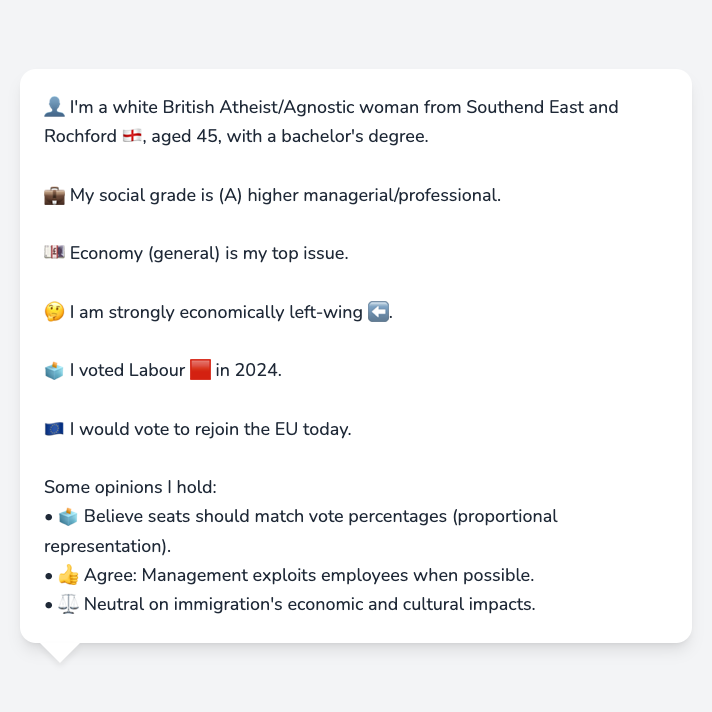 👤 I'm a white British Atheist/Agnostic woman from Southend East and
Rochford 🏴󠁧󠁢󠁥󠁮󠁧󠁿, aged 45, with a bachelor's degree.
💼 My social grade is (A) higher managerial/professional.
💷 Economy (general) is my top issue.
🤔 I am strongly economically left-wing ⬅️.
🗳️ I voted Labour 🟥 in 2024.
🇪🇺 I would vote to rejoin the EU today.
Some opinions I hold:
• 🗳️ Believe seats should match vote percentages (proportional
representation).
• 👍 Agree: Management exploits employees when possible.
• ⚖️ Neutral on immigration's economic and cultural impacts.